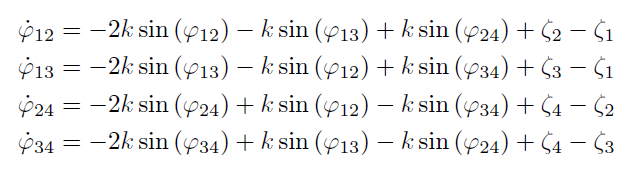 φ̇₁₂ = −2k sin (φ₁₂) − k sin (φ₁₃) + k sin (φ₂₄) + ζ₂ − ζ₁
φ̇₁₃ = −2k sin (φ₁₃) − k sin (φ₁₂) + k sin (φ₃₄) + ζ₃ − ζ₁
φ̇₂₄ = −2k sin (φ₂₄) + k sin (φ₁₂) − k sin (φ₃₄) + ζ₄ − ζ₂
φ̇₃₄ = −2k sin (φ₃₄) + k sin (φ₁₃) − k sin (φ₂₄) + ζ₄ − ζ₃